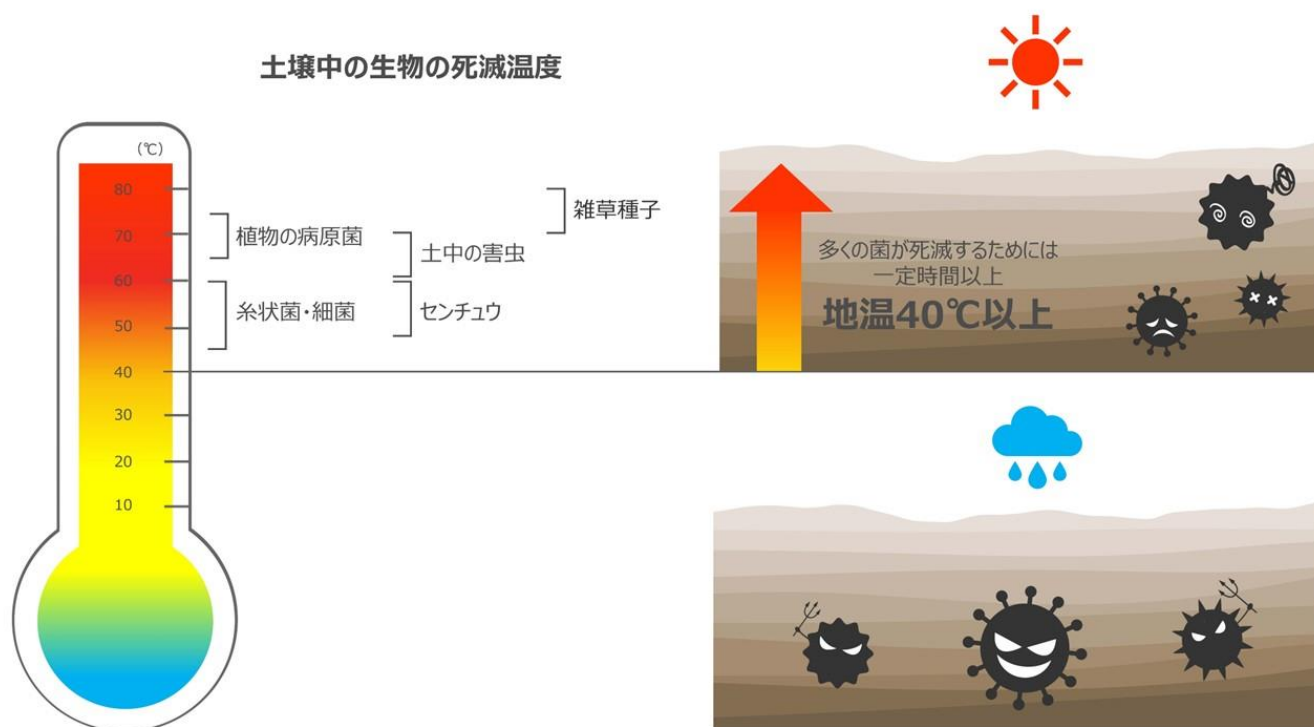 土壌中の生物の死滅温度
(℃)
80
70
60
50
40
30
20
10
雑草種子
植物の病原菌
土中の害虫
糸状菌・細菌
センチュウ
多くの菌が死滅するためには
一定時間以上
地温40℃以上